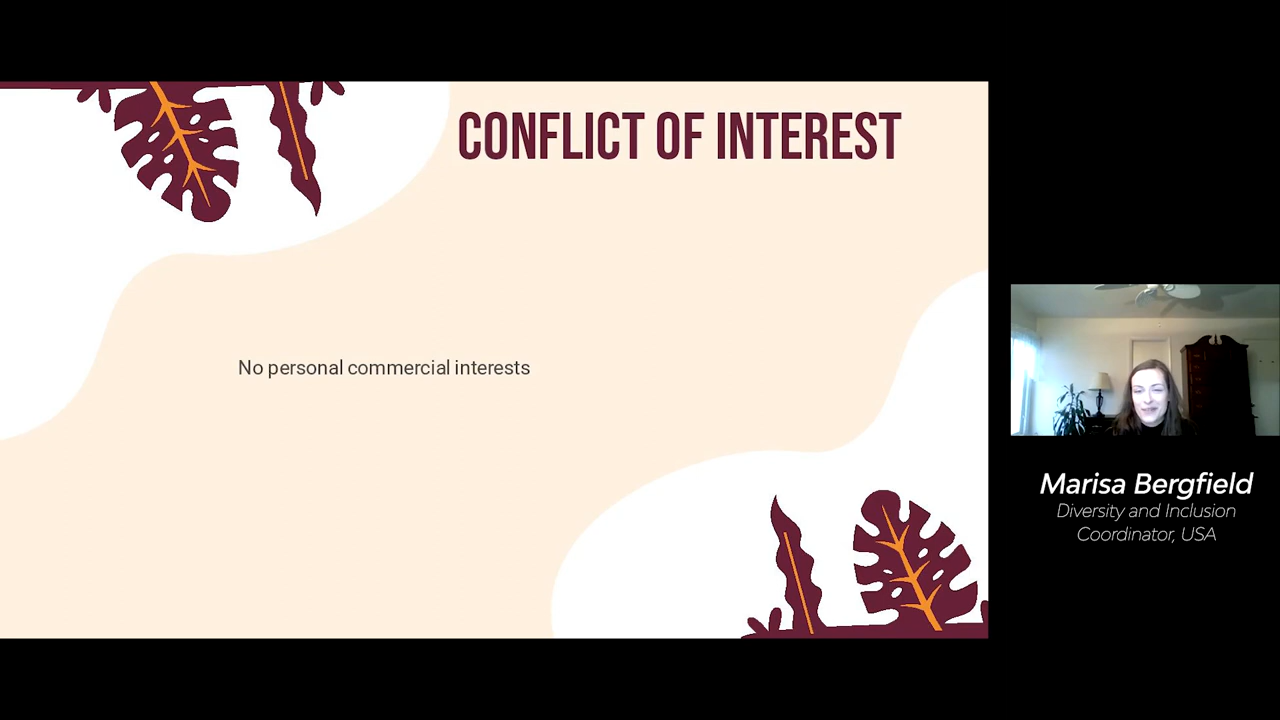 CONFLICT OF INTEREST
No personal commercial interests
Marisa Bergfield
Diversity and Inclusion
Coordinator, USA